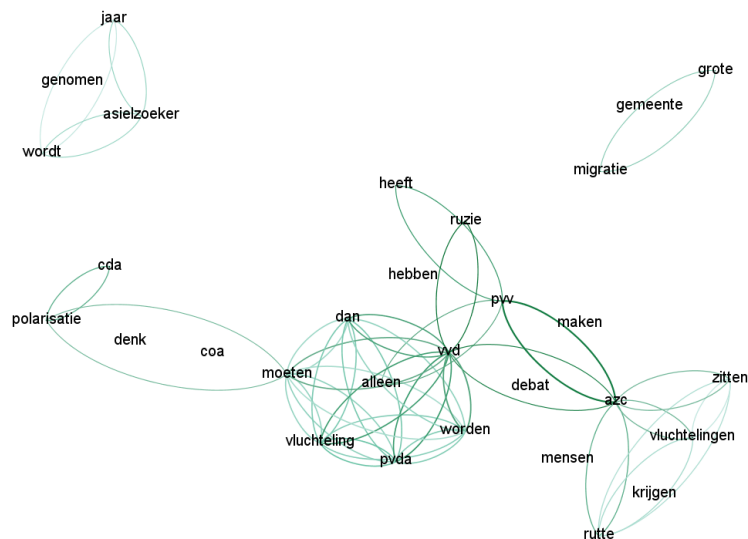 jaar
grote
genomen
gemeente
asielzoeker
wordt
migratie
heeft
ruzie
cda
hebben
pvv
polarisatie
dan
maken
denk
coa
vvd
moeten
alleen
debat
zitten
azc
vluchteling
worden
vluchtelingen
pvda
mensen
krijgen
rutte